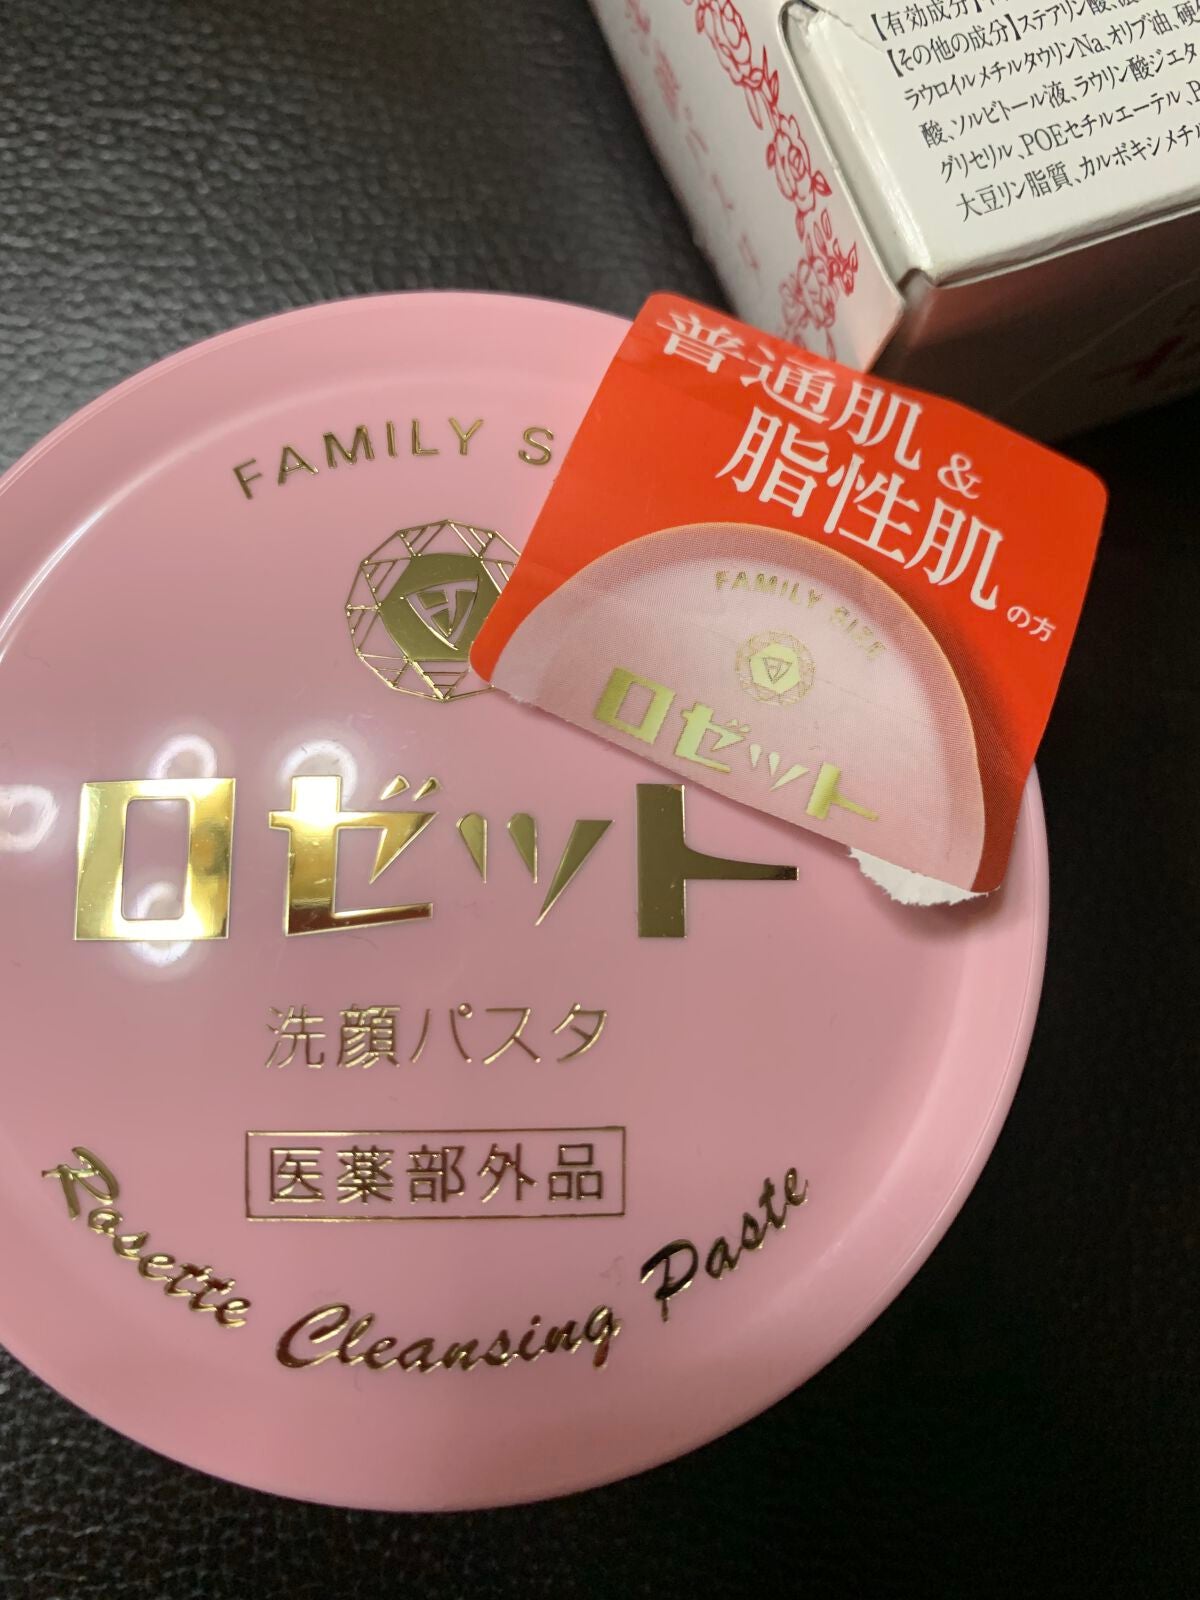 【有効成分】
【その他の成分】ステアリン酸、
ラウロイルメチルタウリンNa、オリブ油、硬
酸、ソルビトール液、ラウリン酸ジエタ
グリセリル、POEセチルエーテル、P
大豆リン脂質、カルボキシメチル
普通肌&
脂性肌の方
FAMILY SIZE
ロゼット
FAMILY S
ロゼット
洗顔パスタ
医薬部外品
Rosette Cleansing Paste